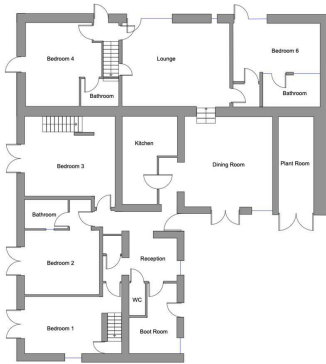 Bedroom 4
Lounge
Bedroom 6
Bathroom
Bathroom
Kitchen
Bedroom 3
Dining Room
Plant Room
Bathroom
Bedroom 2
Reception
WC
Bedroom 1
Boot Room